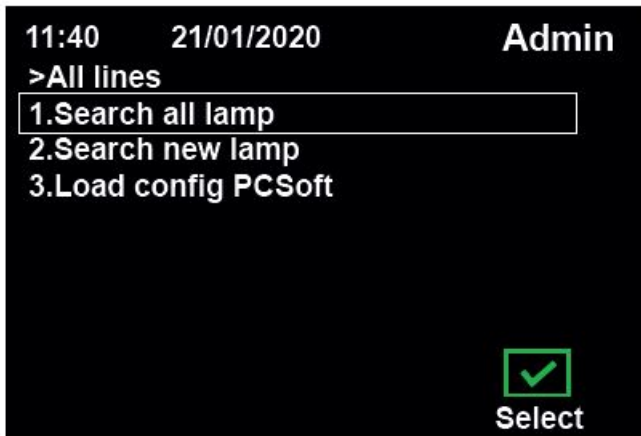 11:40 21/01/2020 Admin
>All lines
1.Search all lamp
2.Search new lamp
3.Load config PCSoft
Select